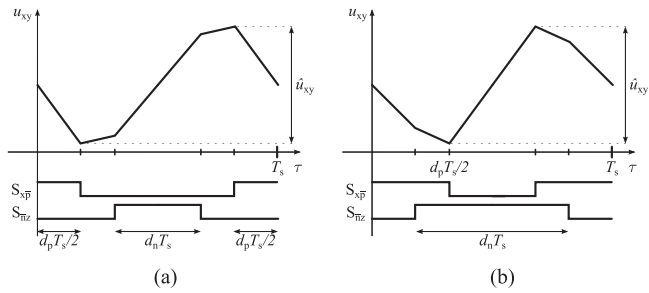 u_xy
û_xy
T_s τ
S_xp̅
S_n̅z
d_pT_s/2 d_nT_s d_pT_s/2
(a)
u_xy
û_xy
d_pT_s/2 T_s τ
S_xp̅
S_n̅z
d_nT_s
(b)